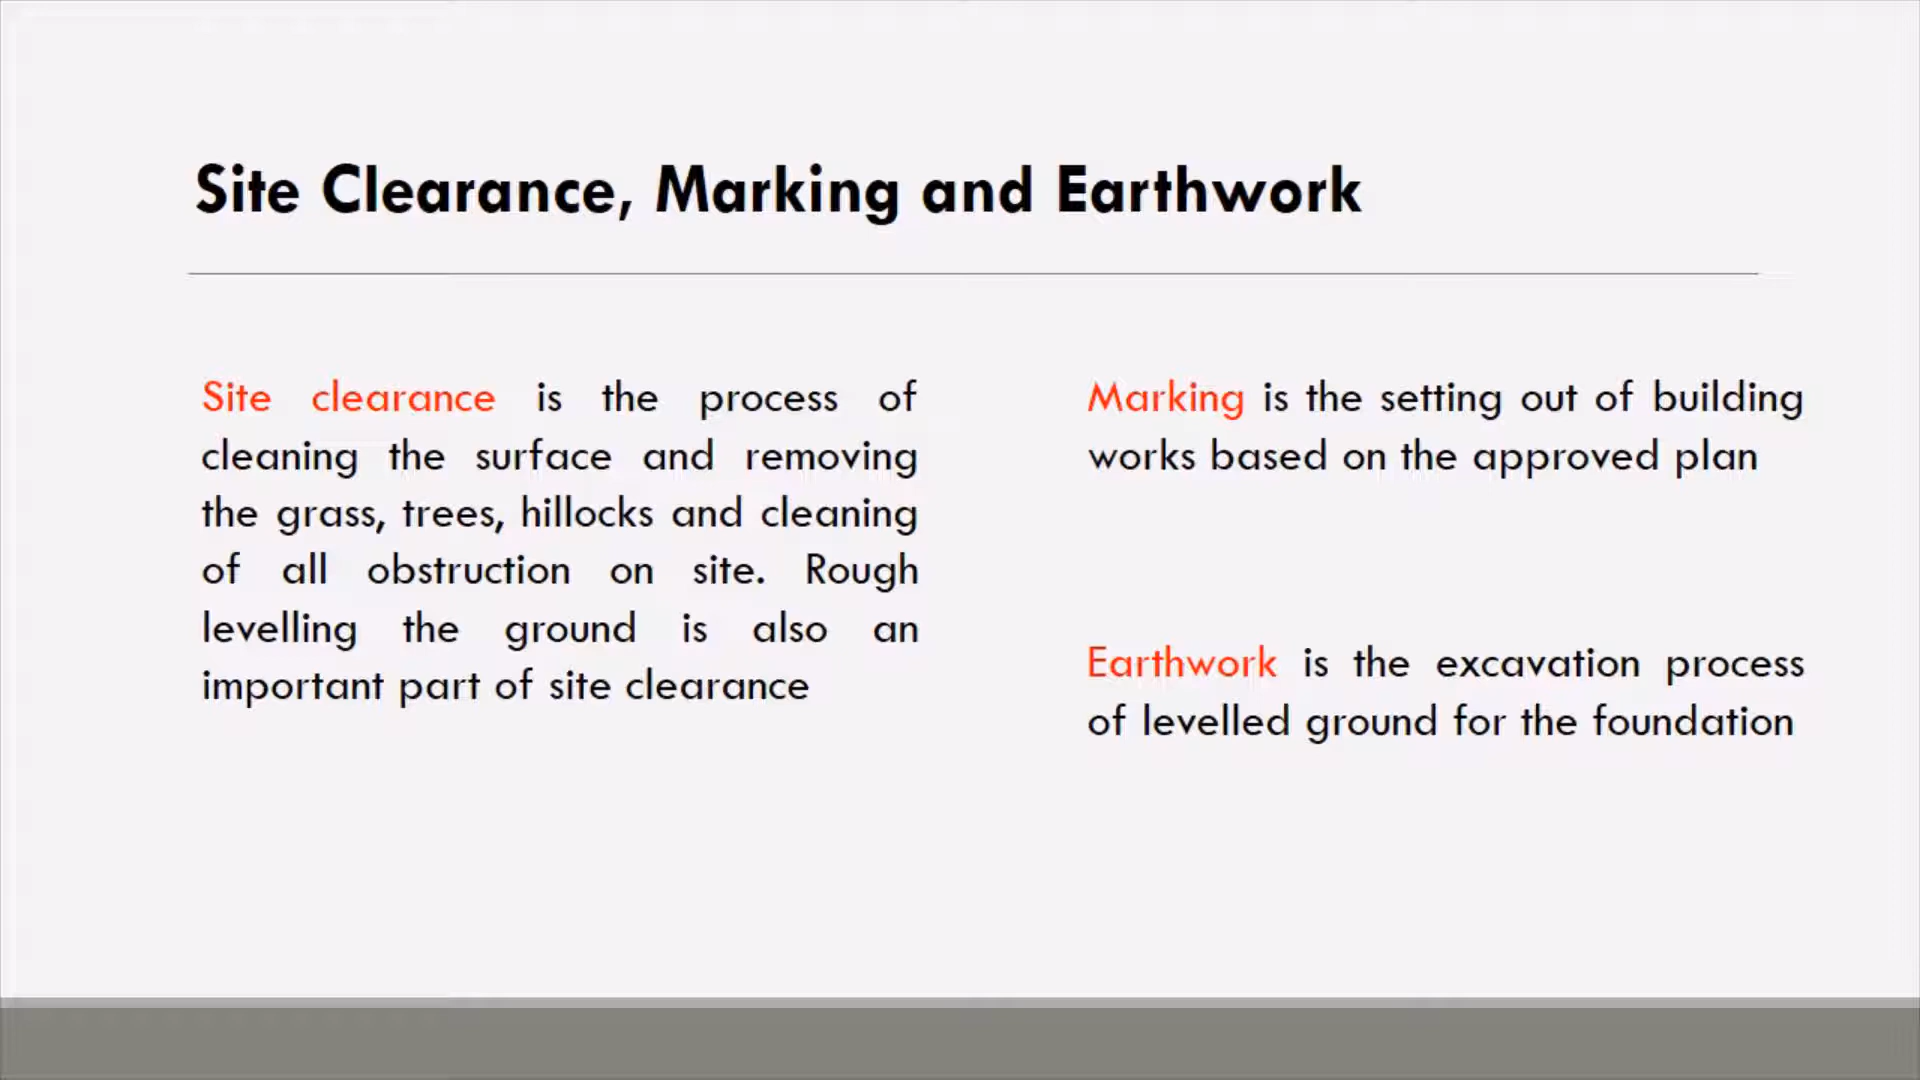 Site Clearance, Marking and Earthwork
Site clearance is the process of
cleaning the surface and removing
the grass, trees, hillocks and cleaning
of all obstruction on site. Rough
levelling the ground is also an
important part of site clearance
Marking is the setting out of building
works based on the approved plan
Earthwork is the excavation process
of levelled ground for the foundation